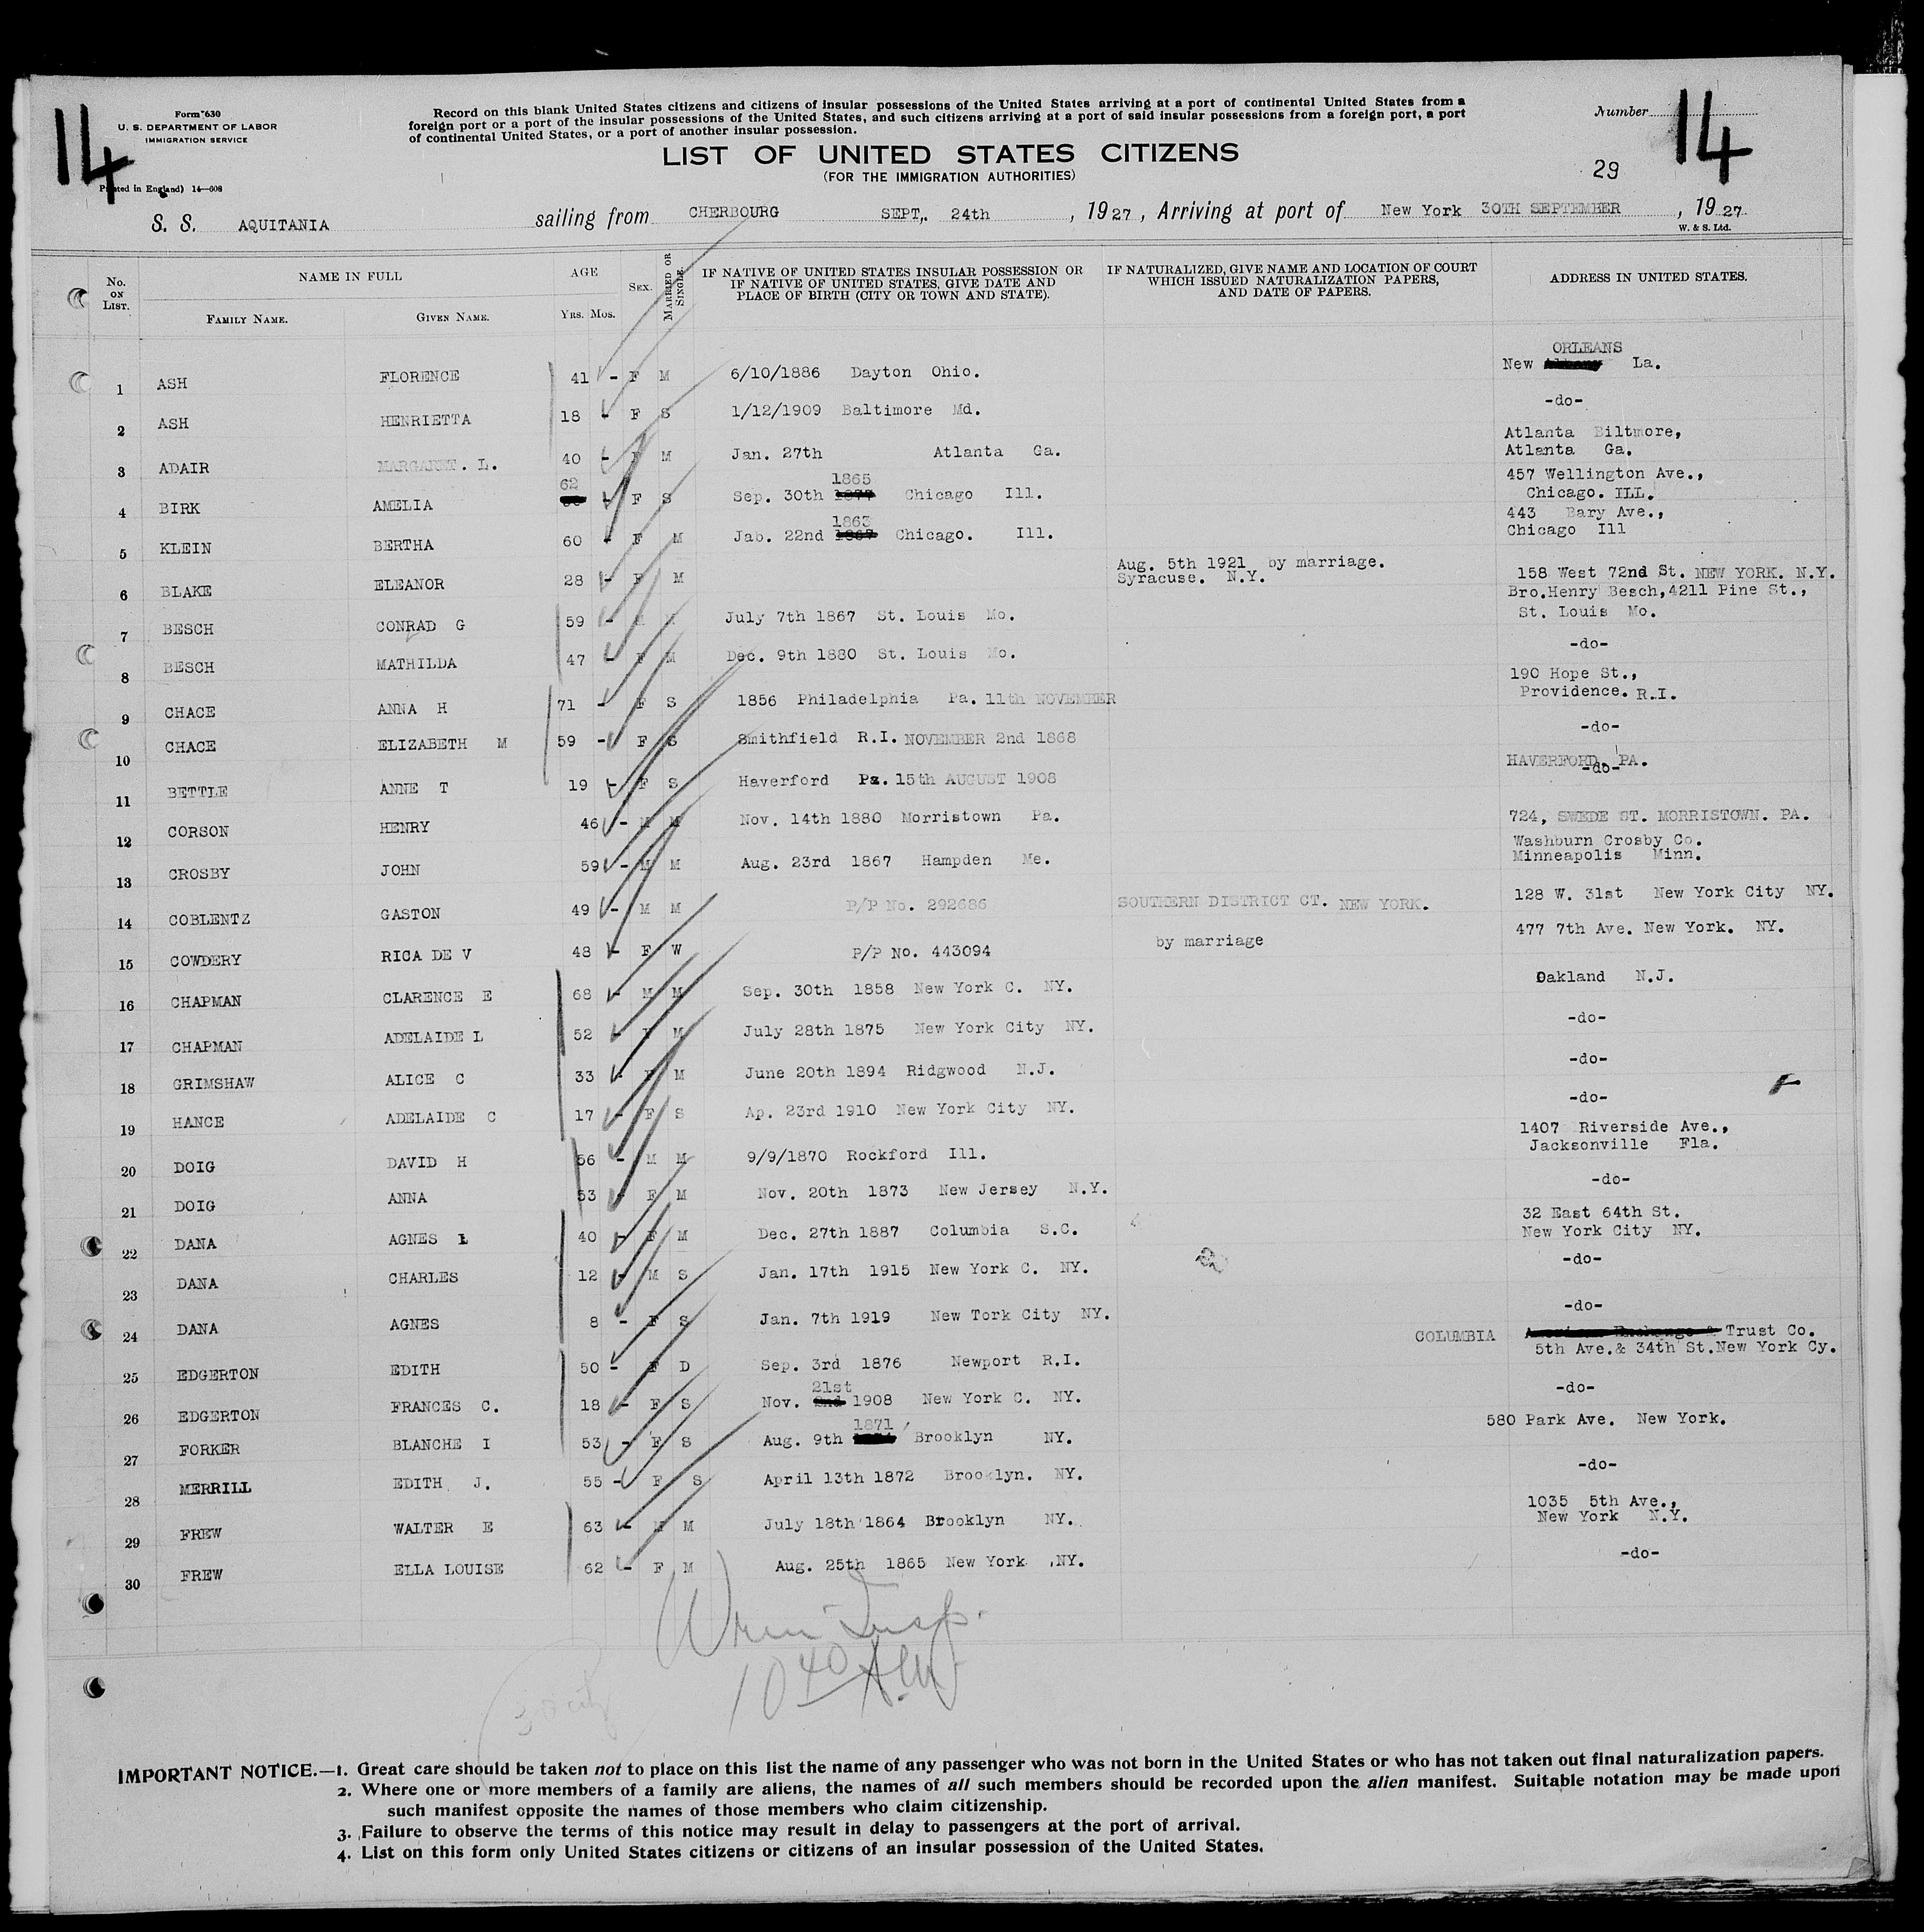 14
Form 630
U. S. DEPARTMENT OF LABOR
IMMIGRATION SERVICE
Printed in England) 14—608
Record on this blank United States citizens and citizens of insular possessions of the United States arriving at a port of continental United States from a
foreign port or a port of the insular possessions of the United States, and such citizens arriving at a port of said insular possessions from a foreign port, a port
of continental United States, or a port of another insular possession.
Number 14
LIST OF UNITED STATES CITIZENS
(FOR THE IMMIGRATION AUTHORITIES)
29
S. S. AQUITANIA sailing from CHERBOURG SEPT,. 24th , 1927 , Arriving at port of New York 30TH SEPTEMBER , 1927
W. & S. Ltd.
No. ON LIST. NAME IN FULL AGE SEX. MARRIED OR SINGLE. IF NATIVE OF UNITED STATES INSULAR POSSESSION OR IF NATIVE OF UNITED STATES, GIVE DATE AND PLACE OF BIRTH (CITY OR TOWN AND STATE). IF NATURALIZED, GIVE NAME AND LOCATION OF COURT WHICH ISSUED NATURALIZATION PAPERS, AND DATE OF PAPERS. ADDRESS IN UNITED STATES.
FAMILY NAME. GIVEN NAME. YRS. MOS.
1 ASH FLORENCE 41 - F M 6/10/1886 Dayton Ohio. New ORLEANS La.
2 ASH HENRIETTA 18 - F S 1/12/1909 Baltimore Md. -do-
3 ADAIR MARGARET. L. 40 - F M Jan. 27th Atlanta Ga. Atlanta Biltmore, Atlanta Ga.
4 BIRK AMELIA 62 - F S Sep. 30th 1865 Chicago Ill. 457 Wellington Ave., Chicago. ILL.
5 KLEIN BERTHA 60 - F M Jab. 22nd 1863 Chicago. Ill. 443 Bary Ave., Chicago Ill
6 BLAKE ELEANOR 28 - F M Aug. 5th 1921 by marriage. Syracuse. N.Y. 158 West 72nd St. NEW YORK. N.Y.
7 BESCH CONRAD G 59 - M M July 7th 1867 St. Louis Mo. Bro.Henry Besch,4211 Pine St., St. Louis Mo.
8 BESCH MATHILDA 47 - F M Dec. 9th 1880 St. Louis Mo. -do-
9 CHACE ANNA H 71 - F S 1856 Philadelphia Pa. 11th NOVEMBER 190 Hope St., Providence. R.I.
10 CHACE ELIZABETH M 59 - F S Smithfield R.I. NOVEMBER 2nd 1868 -do-
11 BETTLE ANNE T 19 - F S Haverford Pa. 15th AUGUST 1908 HAVERFORD, PA. -do-
12 CORSON HENRY 46 - M M Nov. 14th 1880 Morristown Pa. 724, SWEDE ST. MORRISTOWN. PA.
13 CROSBY JOHN 59 - M M Aug. 23rd 1867 Hampden Me. Washburn Crosby Co. Minneapolis Minn.
14 COBLENTZ GASTON 49 - M M P/P No. 292686 SOUTHERN DISTRICT CT. NEW YORK. 128 W. 31st New York City NY.
15 COWDERY RICA DE V 48 - F W P/P No. 443094 by marriage 477 7th Ave. New York. NY.
16 CHAPMAN CLARENCE E 68 - M M Sep. 30th 1858 New York C. NY. Oakland N.J.
17 CHAPMAN ADELAIDE L 52 - F M July 28th 1875 New York City NY. -do-
18 GRIMSHAW ALICE C 33 - F M June 20th 1894 Ridgwood N.J. -do-
19 HANCE ADELAIDE C 17 - F S Ap. 23rd 1910 New York City NY. -do-
20 DOIG DAVID H 56 - M M 9/9/1870 Rockford Ill. 1407 Riverside Ave., Jacksonville Fla.
21 DOIG ANNA 53 - F M Nov. 20th 1873 New Jersey N.Y. -do-
22 DANA AGNES L 40 - F M Dec. 27th 1887 Columbia S.C. 32 East 64th St. New York City NY.
23 DANA CHARLES 12 - M S Jan. 17th 1915 New York C. NY. -do-
24 DANA AGNES 8 - F S Jan. 7th 1919 New Tork City NY. -do-
25 EDGERTON EDITH 50 - F D Sep. 3rd 1876 Newport R.I. COLUMBIA American Exchange & Trust Co. 5th Ave.& 34th St.New York Cy.
26 EDGERTON FRANCES C. 18 - F S Nov. 21st 2nd 1908 New York C. NY. -do-
27 FORKER BLANCHE I 53 - F S Aug. 9th 1871 Brooklyn NY. 580 Park Ave. New York.
28 MERRILL EDITH J. 55 - F S April 13th 1872 Brooklyn. NY. -do-
29 FREW WALTER E 63 - M M July 18th 1864 Brooklyn NY. 1035 5th Ave., New York N.Y.
30 FREW ELLA LOUISE 62 - F M Aug. 25th 1865 New York ,NY. -do-
Insp.
10 40 A.M
IMPORTANT NOTICE.—1. Great care should be taken not to place on this list the name of any passenger who was not born in the United States or who has not taken out final naturalization papers.
2. Where one or more members of a family are aliens, the names of all such members should be recorded upon the alien manifest. Suitable notation may be made upon
such manifest opposite the names of those members who claim citizenship.
3. Failure to observe the terms of this notice may result in delay to passengers at the port of arrival.
4. List on this form only United States citizens or citizens of an insular possession of the United States.